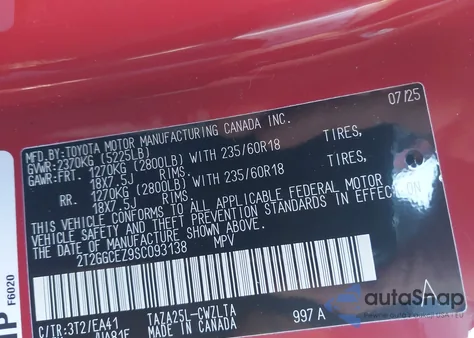 07/25
MFD. BY:TOYOTA MOTOR MANUFACTURING CANADA INC.
GVWR:2370KG (5225LB)
GAWR:FRT. 1270KG (2800LB) WITH 235/60R18 TIRES,
18X7.5J RIMS.
RR. 1270KG (2800LB) WITH 235/60R18 TIRES,
18X7.5J RIMS.
THIS VEHICLE CONFORMS TO ALL APPLICABLE FEDERAL MOTOR
VEHICLE SAFETY AND THEFT PREVENTION STANDARDS IN EFFECT ON
THE DATE OF MANUFACTURE SHOWN ABOVE.
2T2GGCEZ9SC093138 MPV
C/TR:3T2/EA41 TAZA25L-CWZLTA 997A
MADE IN CANADA
F6020
autoSnap